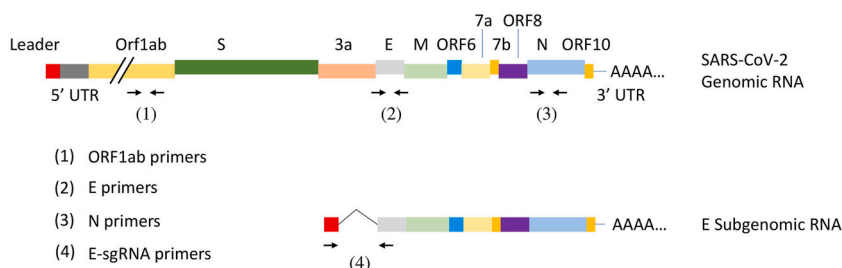 7a ORF8
Leader Orf1ab S 3a E M ORF6 7b N ORF10
AAAA...
SARS-CoV-2
Genomic RNA
5' UTR 3' UTR
(1) (2) (3)
(1) ORF1ab primers
(2) E primers
(3) N primers
(4) E-sgRNA primers
AAAA... E Subgenomic RNA
(4)